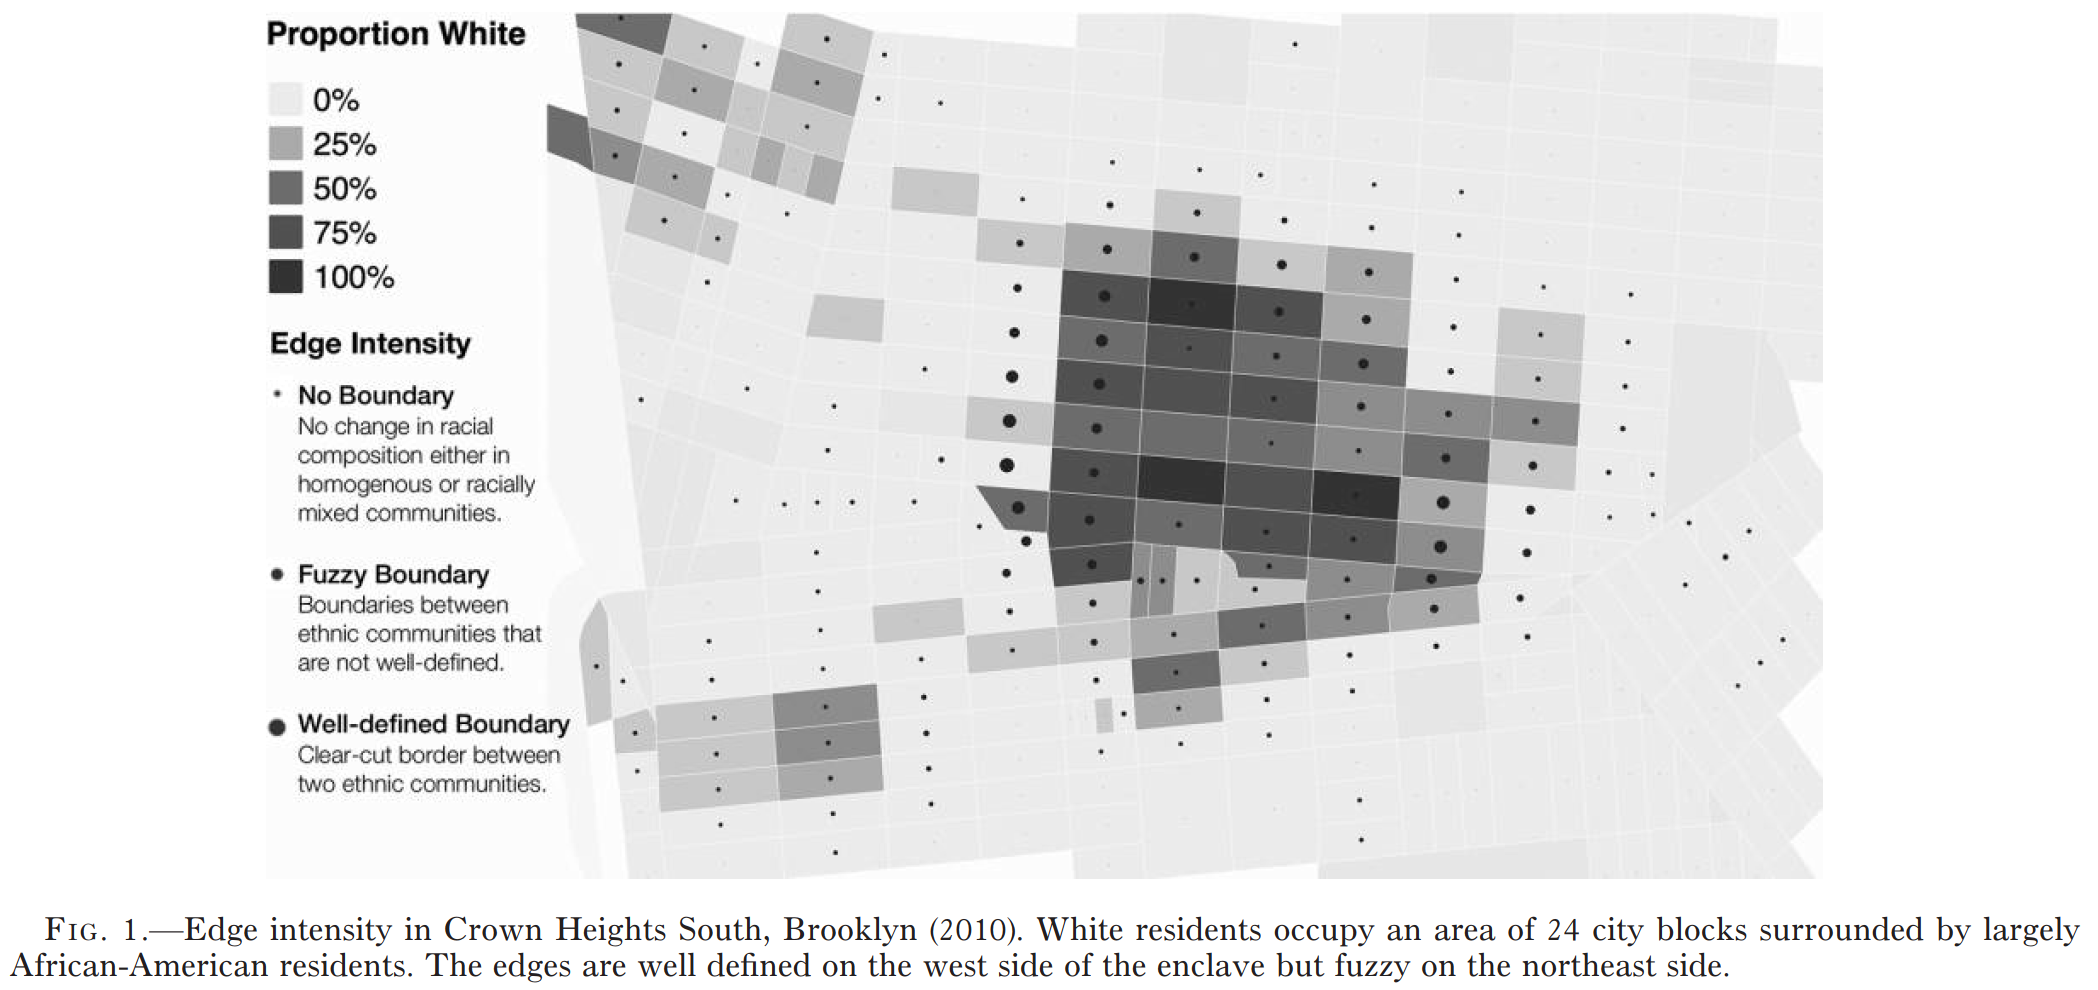 Proportion White
0%
25%
50%
75%
100%
Edge Intensity
No Boundary
No change in racial
composition either in
homogenous or racially
mixed communities.
Fuzzy Boundary
Boundaries between
ethnic communities that
are not well-defined.
Well-defined Boundary
Clear-cut border between
two ethnic communities.
FIG. 1.—Edge intensity in Crown Heights South, Brooklyn (2010). White residents occupy an area of 24 city blocks surrounded by largely
African-American residents. The edges are well defined on the west side of the enclave but fuzzy on the northeast side.